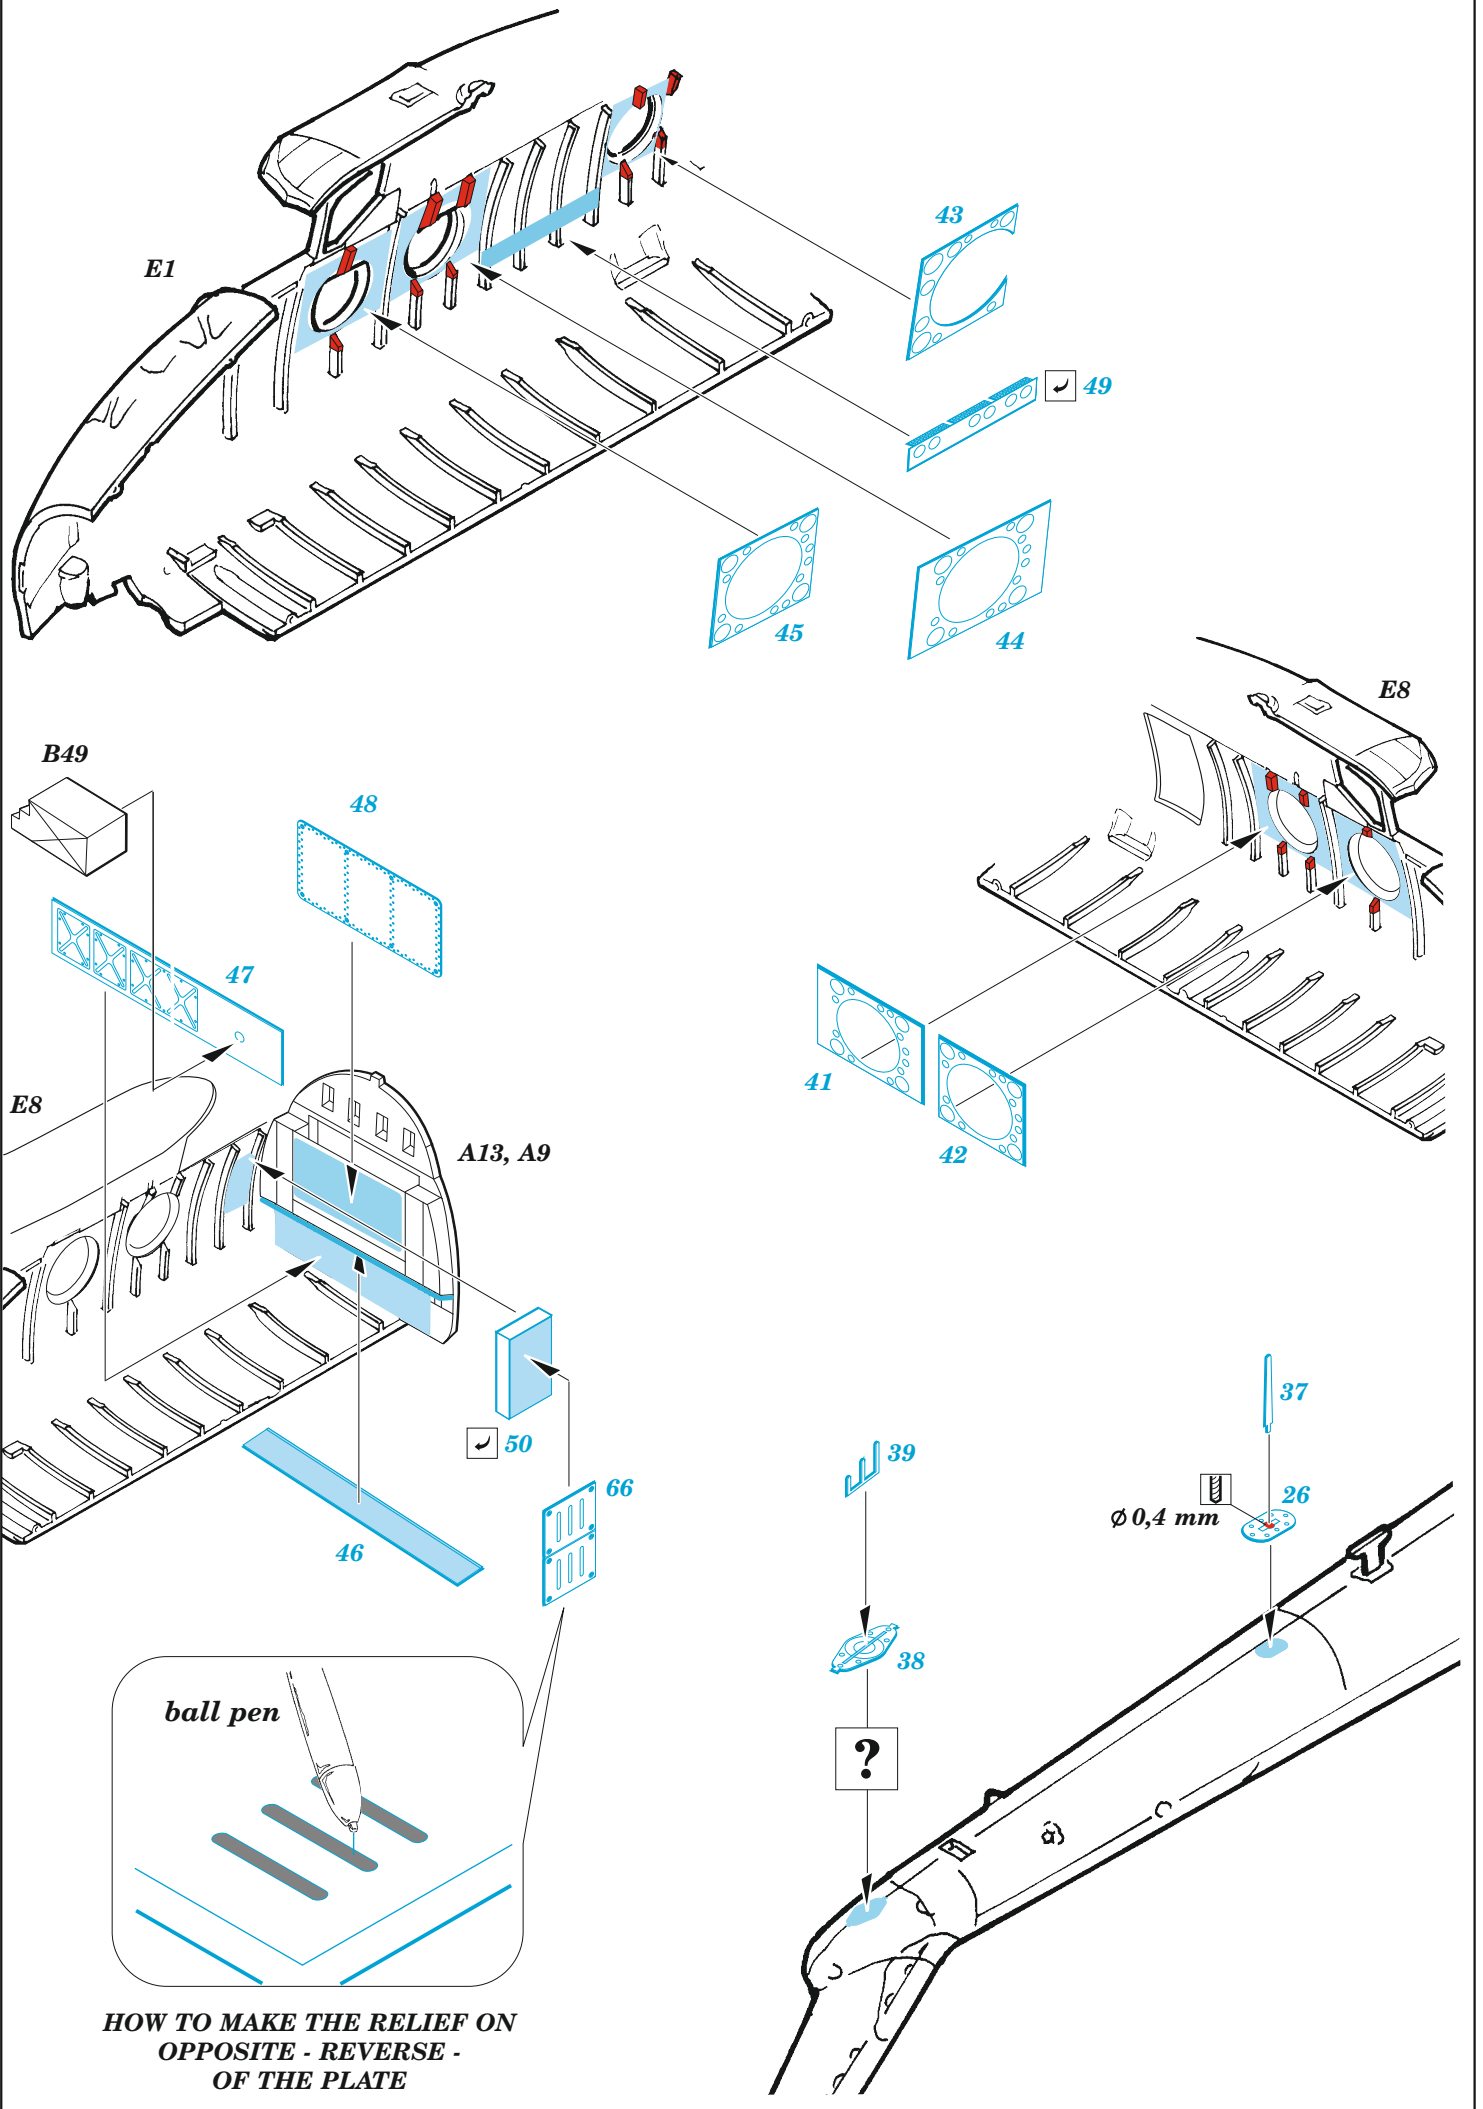 E1
43
49
45
44
E8
B49
48
47
41
42
E8
A13, A9
50
66
46
37
39
26
Ø 0,4 mm
38
?
ball pen
HOW TO MAKE THE RELIEF ON
OPPOSITE - REVERSE -
OF THE PLATE